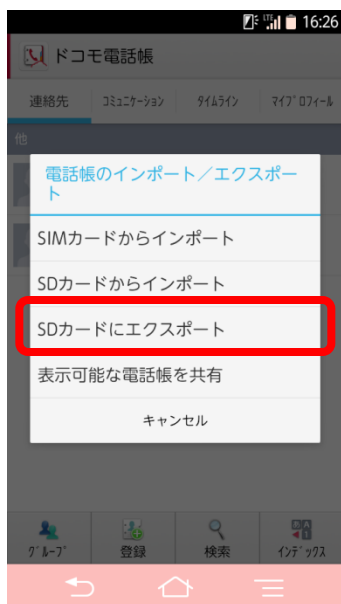 LTE 16:26
ドコモ電話帳
連絡先 ｺﾐｭﾆｹｰｼｮﾝ ﾀｲﾑﾗｲﾝ ﾏｲﾌﾟﾛﾌｨｰﾙ
他
電話帳のインポート／エクスポー
ト
SIMカードからインポート
SDカードからインポート
SDカードにエクスポート
表示可能な電話帳を共有
キャンセル
ｸﾞﾙｰﾌﾟ 登録 検索 ｲﾝﾃﾞｯｸｽ